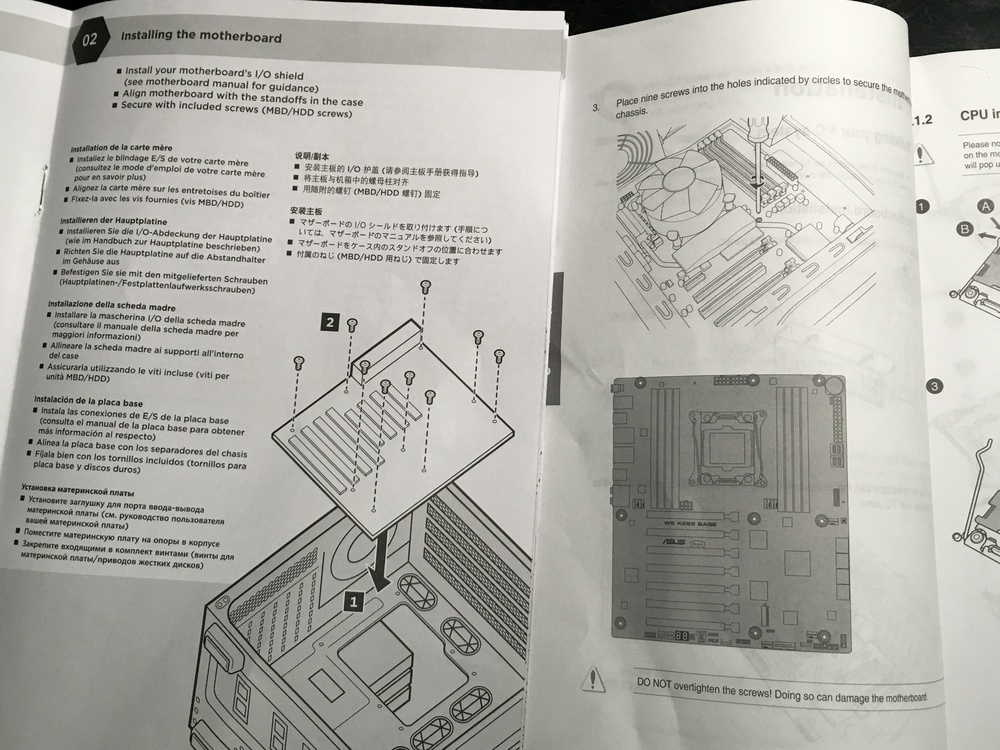 02
Installing the motherboard
■ Install your motherboard's I/O shield
(see motherboard manual for guidance)
■ Align motherboard with the standoffs in the case
■ Secure with included screws (MBD/HDD screws)
Installation de la carte mère
■ Installez le blindage E/S de votre carte mère
(consultez le mode d'emploi de votre carte mère
pour en savoir plus)
■ Alignez la carte mère sur les entretoises du boîtier
■ Fixez-la avec les vis fournies (vis MBD/HDD)
Installieren der Hauptplatine
■ Installieren Sie die I/O-Abdeckung der Hauptplatine
(wie im Handbuch zur Hauptplatine beschrieben)
■ Richten Sie die Hauptplatine auf die Abstandhalter
im Gehäuse aus
■ Befestigen Sie sie mit den mitgelieferten Schrauben
(Hauptplatinen-/Festplattenlaufwerksschrauben)
Installazione della scheda madre
■ Installare la mascherina I/O della scheda madre
(consultare il manuale della scheda madre per
maggiori informazioni)
■ Allineare la scheda madre ai supporti all'interno
del case
■ Assicurarla utilizzando le viti incluse (viti per
unità MBD/HDD)
Instalación de la placa base
■ Instala las conexiones de E/S de la placa base
(consulta el manual de la placa base para obtener
más información al respecto)
■ Alinea la placa base con los separadores del chasis
■ Fíjala bien con los tornillos incluidos (tornillos para
placa base y discos duros)
Установка материнской платы
■ Установите заглушку для порта ввода-вывода
материнской платы (см. руководство пользователя
вашей материнской платы)
■ Поместите материнскую плату на опоры в корпусе
■ Закрепите входящими в комплект винтами (винты для
материнской платы/приводов жестких дисков)
说明/副本
■ 安装主板的 I/O 护盖 (请参阅主板手册获得指导)
■ 将主板与机箱中的螺母柱对齐
■ 用随附的螺钉 (MBD/HDD 螺钉) 固定
安装主板
■ マザーボードの I/O シールドを取り付けます (手順につ
いては、マザーボードのマニュアルを参照してください)
■ マザーボードをケース内のスタンドオフの位置に合わせます
■ 付属のねじ (MBD/HDD 用ねじ) で固定します
2
1
3. Place nine screws into the holes indicated by circles to secure the
chassis.
WS X299 SAGE
ASUS
DO NOT overtighten the screws! Doing so can damage the motherboard.
.1.2 CPU
Please
on the
will pop
1
A
B
3